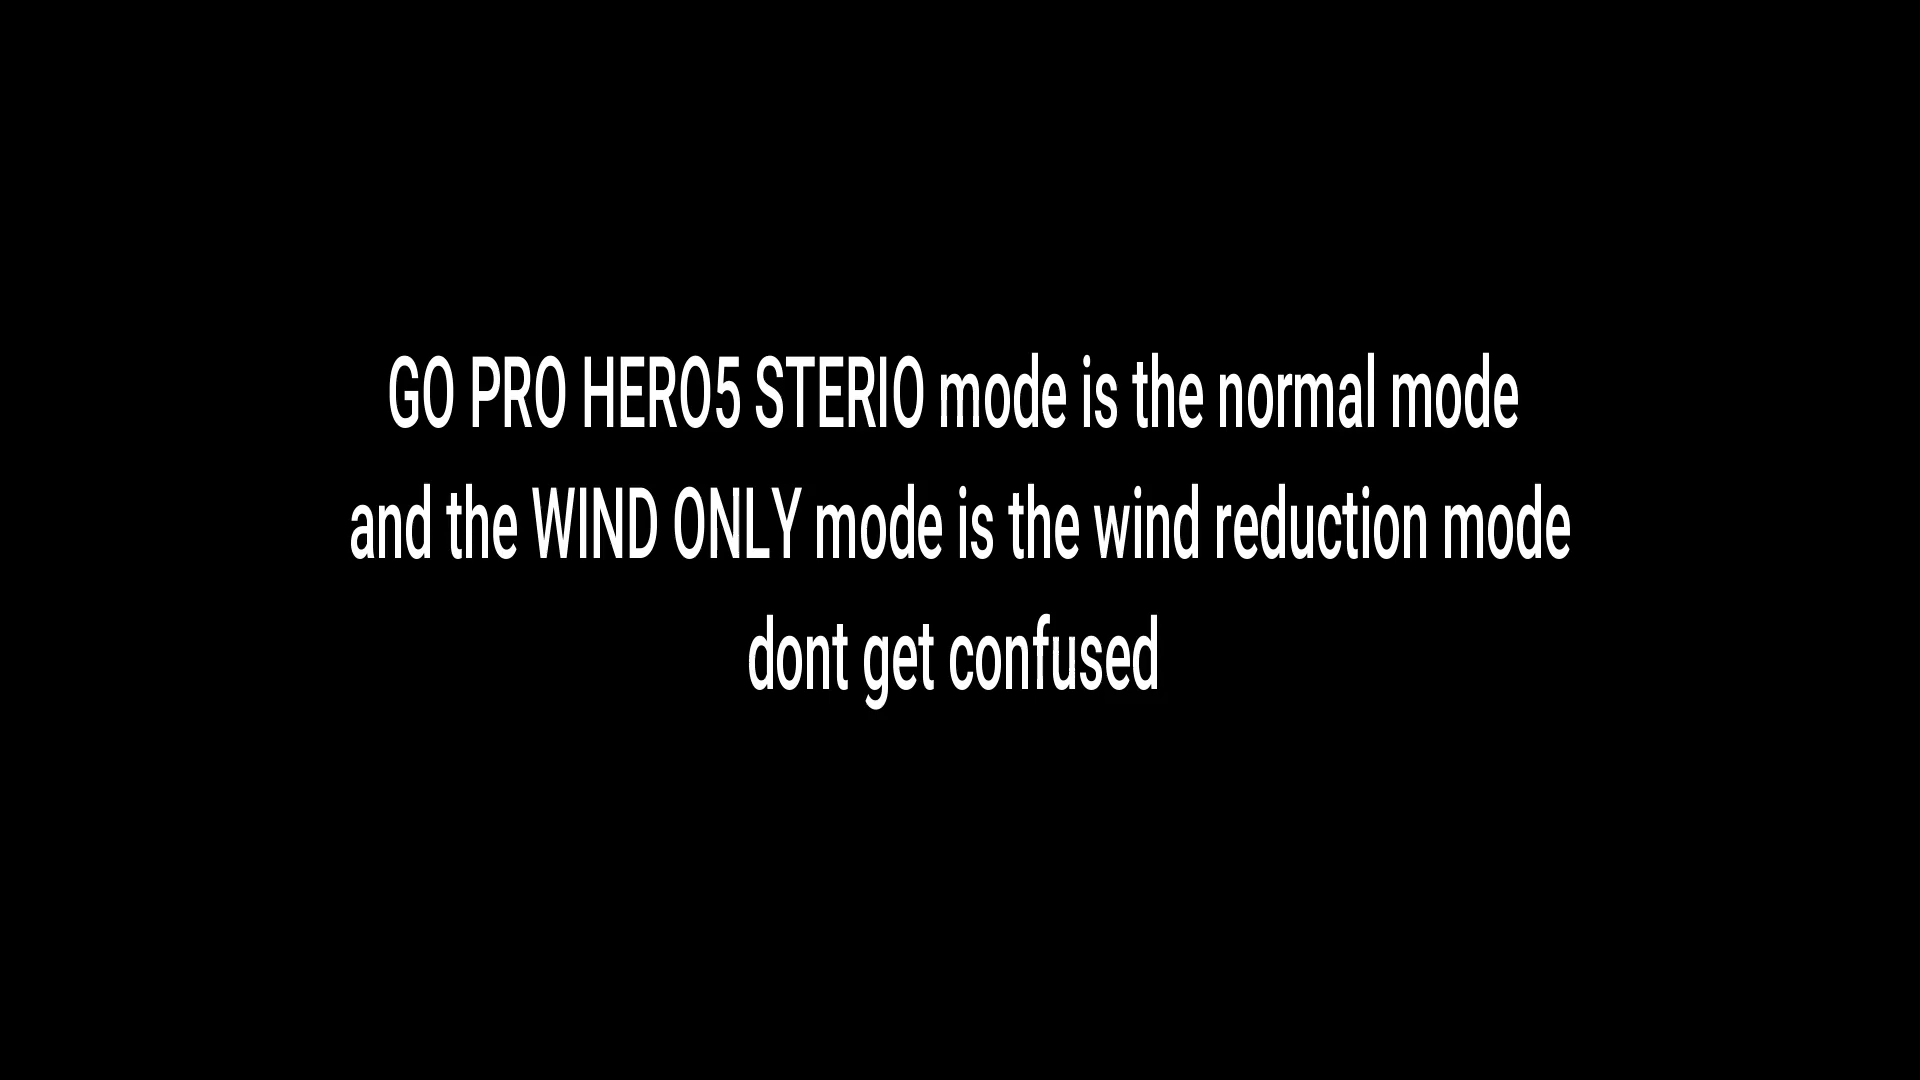 GO PRO HERO5 STERIO mode is the normal mode
and the WIND ONLY mode is the wind reduction mode
dont get confused